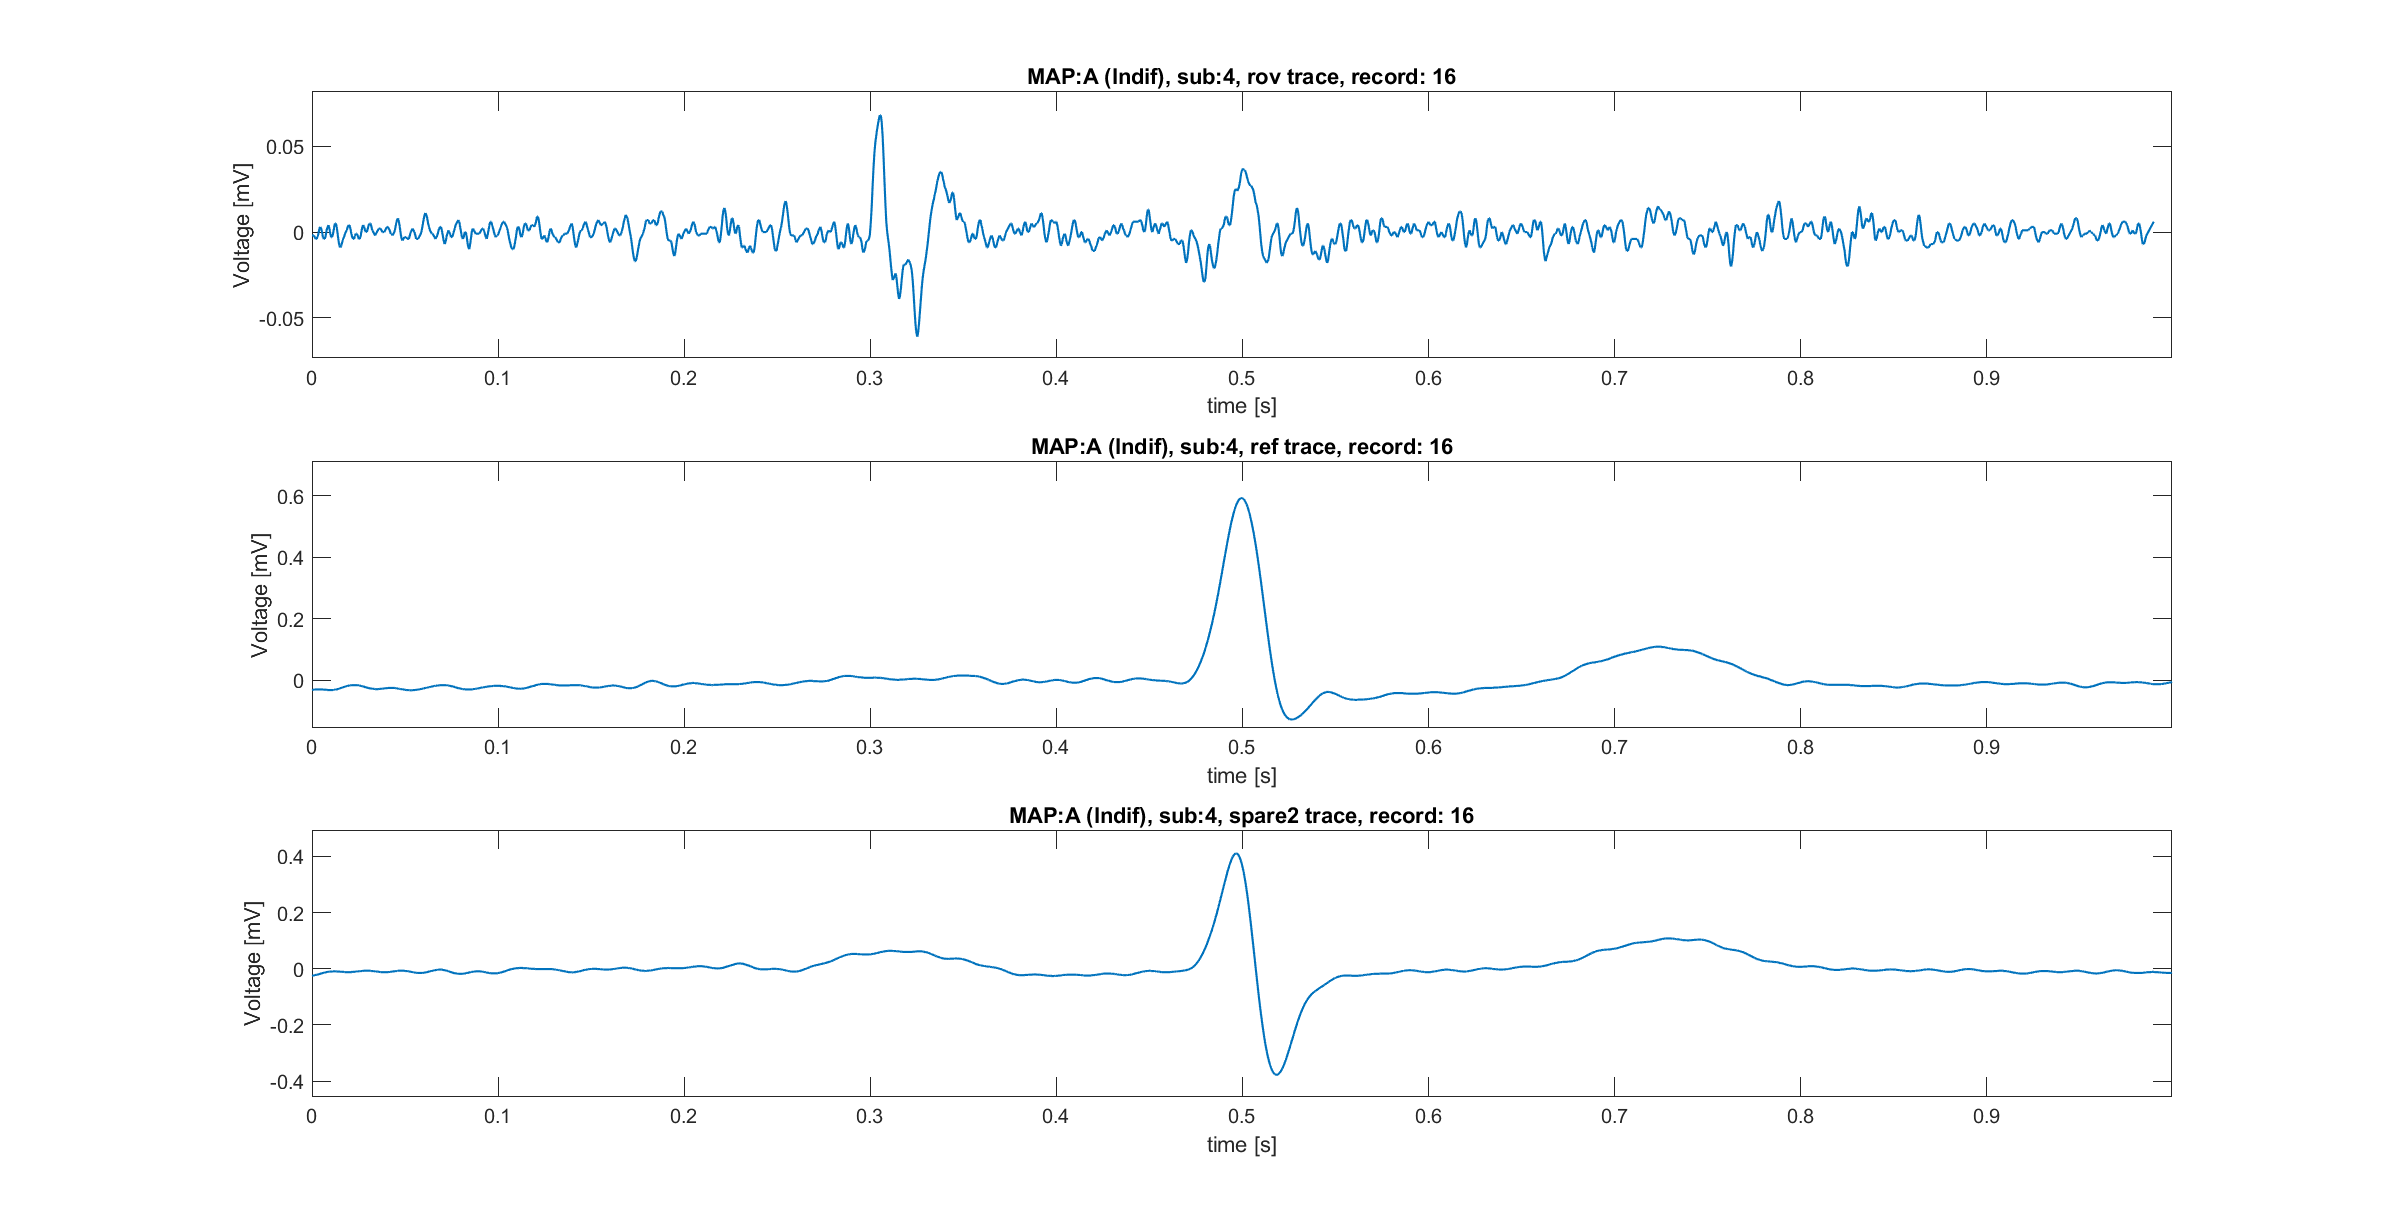 MAP:A (Indif), sub:4, rov trace, record: 16
Voltage [mV]
0.05
0
-0.05
0 0.1 0.2 0.3 0.4 0.5 0.6 0.7 0.8 0.9
time [s]
MAP:A (Indif), sub:4, ref trace, record: 16
Voltage [mV]
0.6
0.4
0.2
0
0 0.1 0.2 0.3 0.4 0.5 0.6 0.7 0.8 0.9
time [s]
MAP:A (Indif), sub:4, spare2 trace, record: 16
Voltage [mV]
0.4
0.2
0
-0.2
-0.4
0 0.1 0.2 0.3 0.4 0.5 0.6 0.7 0.8 0.9
time [s]